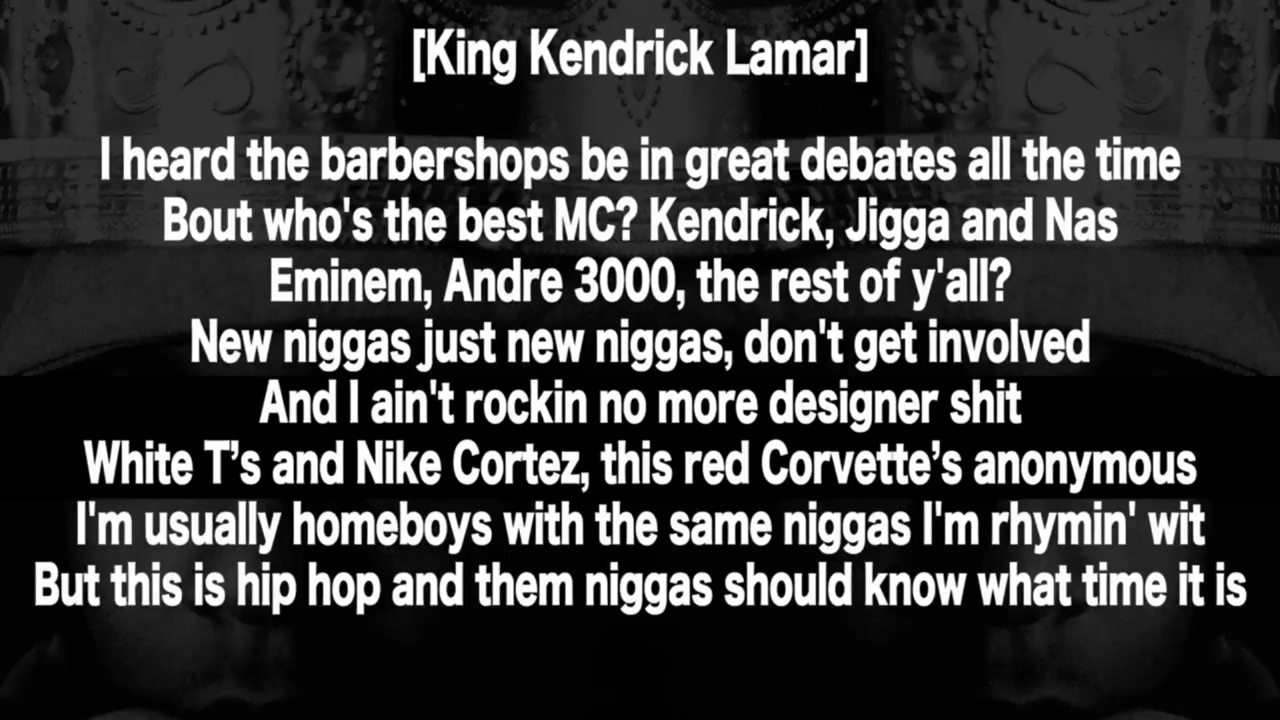 [King Kendrick Lamar]
I heard the barbershops be in great debates all the time
Bout who's the best MC? Kendrick, Jigga and Nas
Eminem, Andre 3000, the rest of y'all?
New niggas just new niggas, don't get involved
And I ain't rockin no more designer shit
White T’s and Nike Cortez, this red Corvette’s anonymous
I'm usually homeboys with the same niggas I'm rhymin' wit
But this is hip hop and them niggas should know what time it is